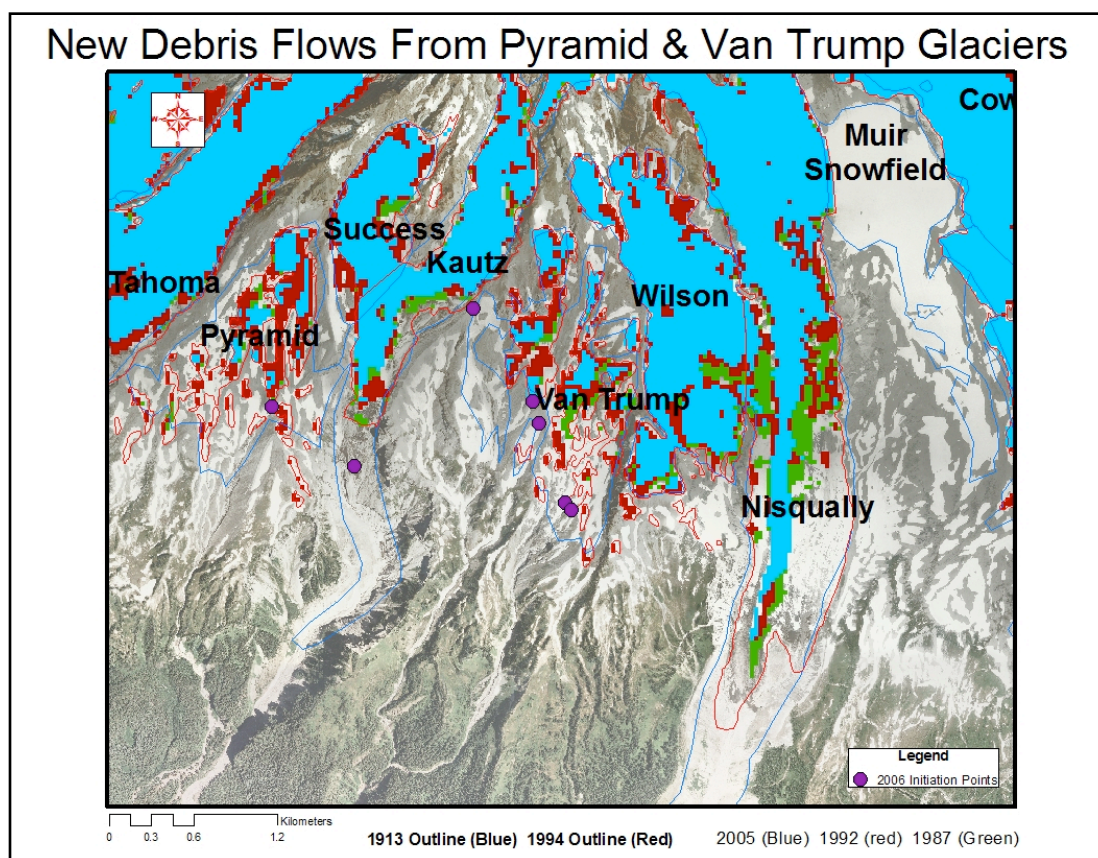 New Debris Flows From Pyramid & Van Trump Glaciers
N
W E
S
Cow
Muir
Snowfield
Success
Kautz
Tahoma
Wilson
Pyramid
Van Trump
Nisqually
Legend
2006 Initiation Points
Kilometers
0 0.3 0.6 1.2
1913 Outline (Blue) 1994 Outline (Red) 2005 (Blue) 1992 (red) 1987 (Green)